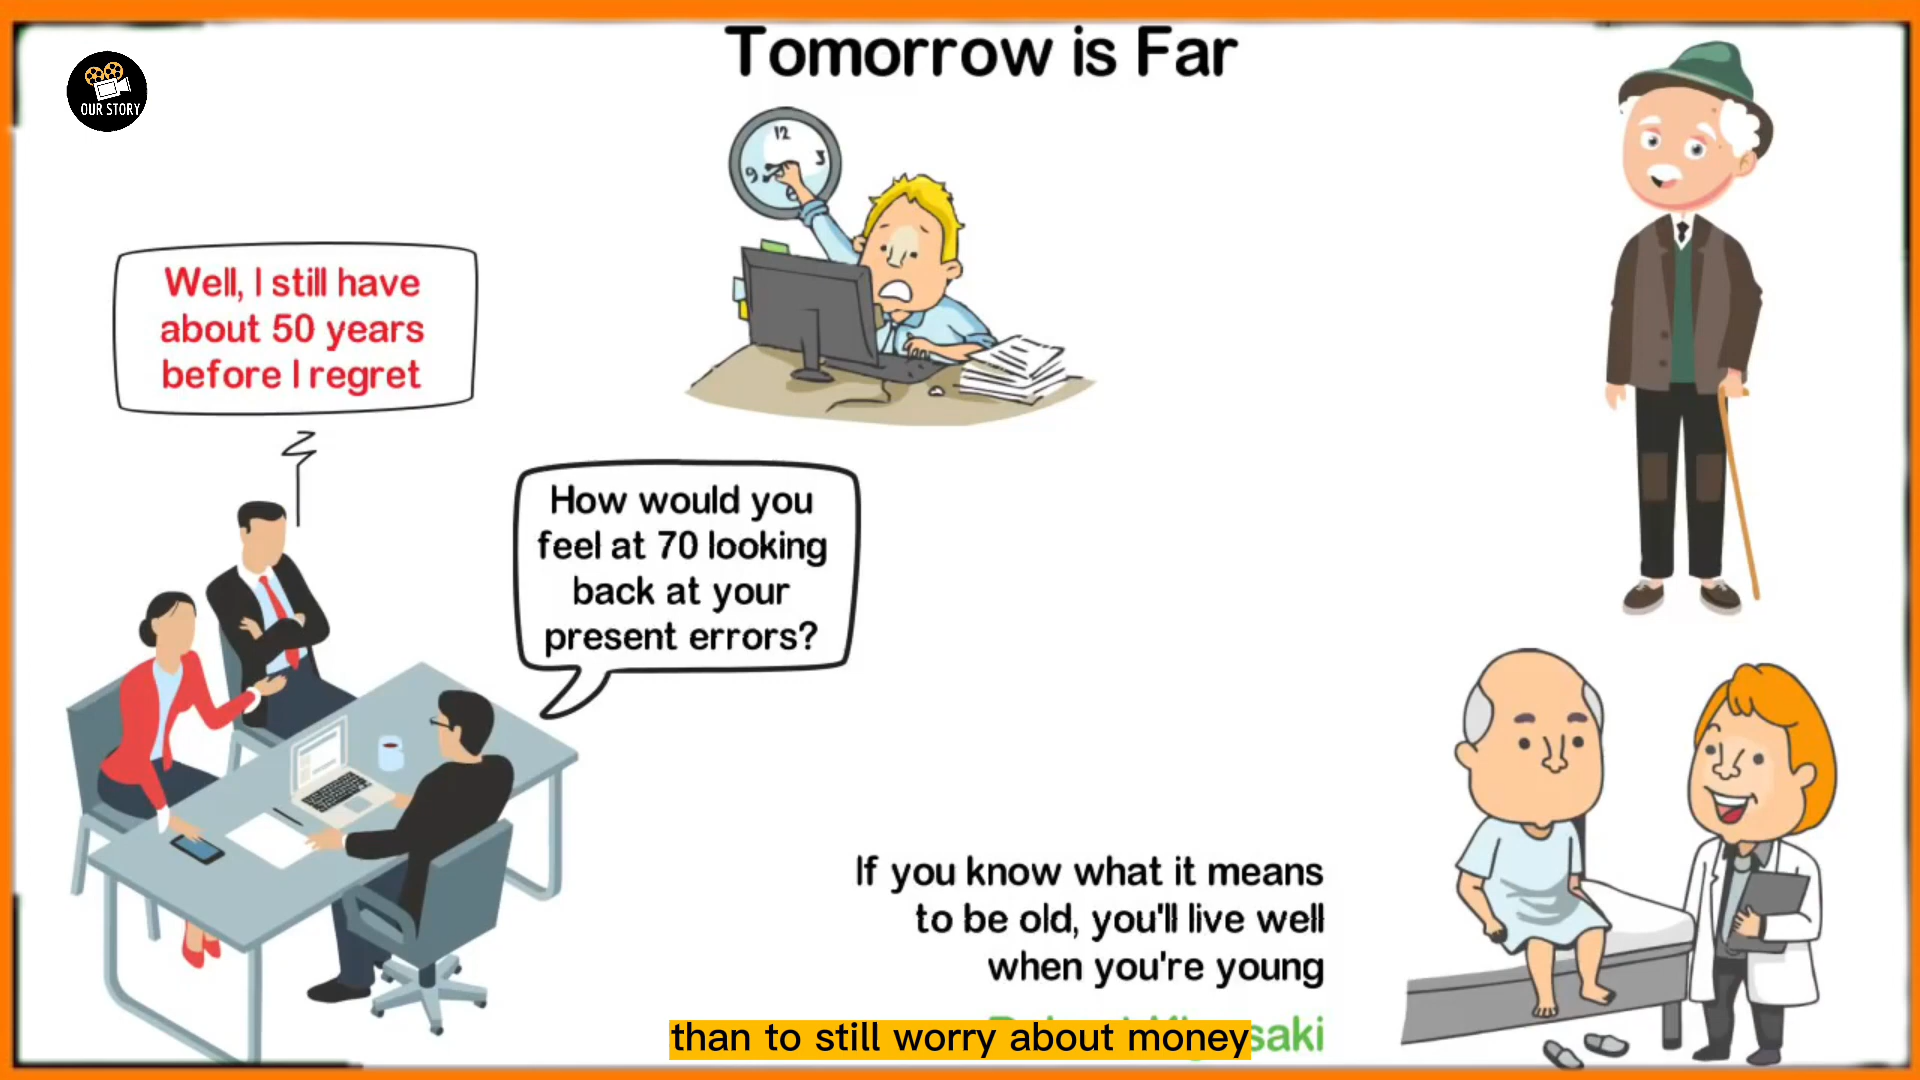 Tomorrow is Far
OUR STORY
12
3
9
6
Well, I still have
about 50 years
before I regret
How would you
feel at 70 looking
back at your
present errors?
If you know what it means
to be old, you'll live well
when you're young
saki
than to still worry about money